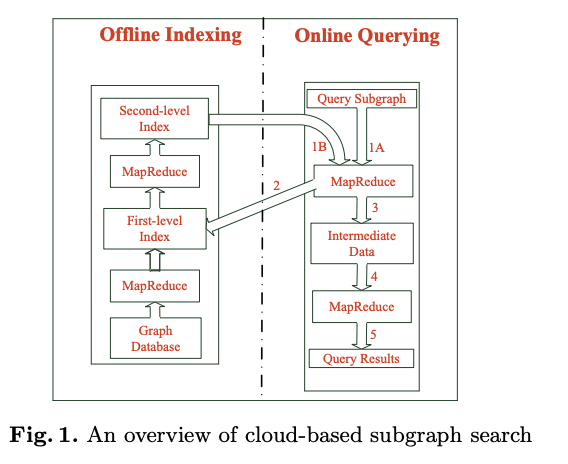 Offline Indexing
Online Querying
Second-level
Index
MapReduce
First-level
Index
MapReduce
Graph
Database
Query Subgraph
1B
1A
MapReduce
2
3
Intermediate
Data
4
MapReduce
5
Query Results
Fig. 1. An overview of cloud-based subgraph search